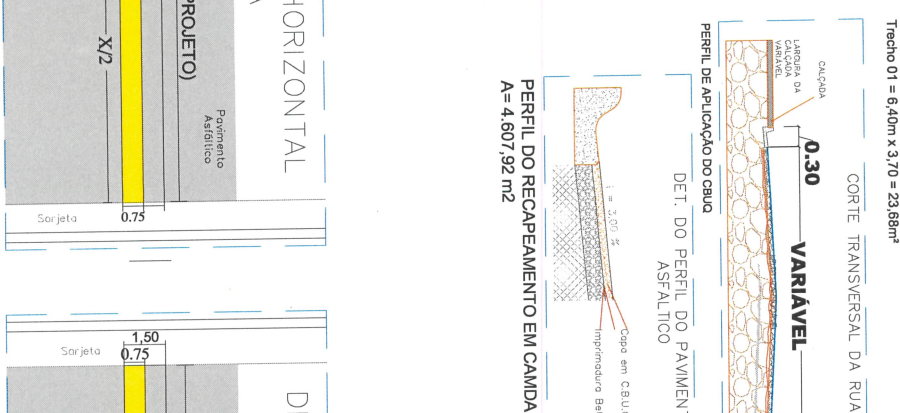 Trecho 01 = 6,40m x 3,70 = 23,68m²
CORTE TRANSVERSAL DA RUA
CALÇADA
LARGURA DA
CALÇADA
VARIÁVEL
0.30
VARIÁVEL
PERFIL DE APLICAÇÃO DO CBUQ
DET. DO PERFIL DO PAVIMENT
ASFALTICO
i = 3,00 %
Capa em C.B.U.
Imprimadura Be
PERFIL DO RECAPEAMENTO EM CAMDA
A= 4.607,92 m2
HORIZONTAL
PROJETO)
X/2
Pavimento
Asfáltico
Sarjeta
0.75
1,50
Sarjeta
0.75